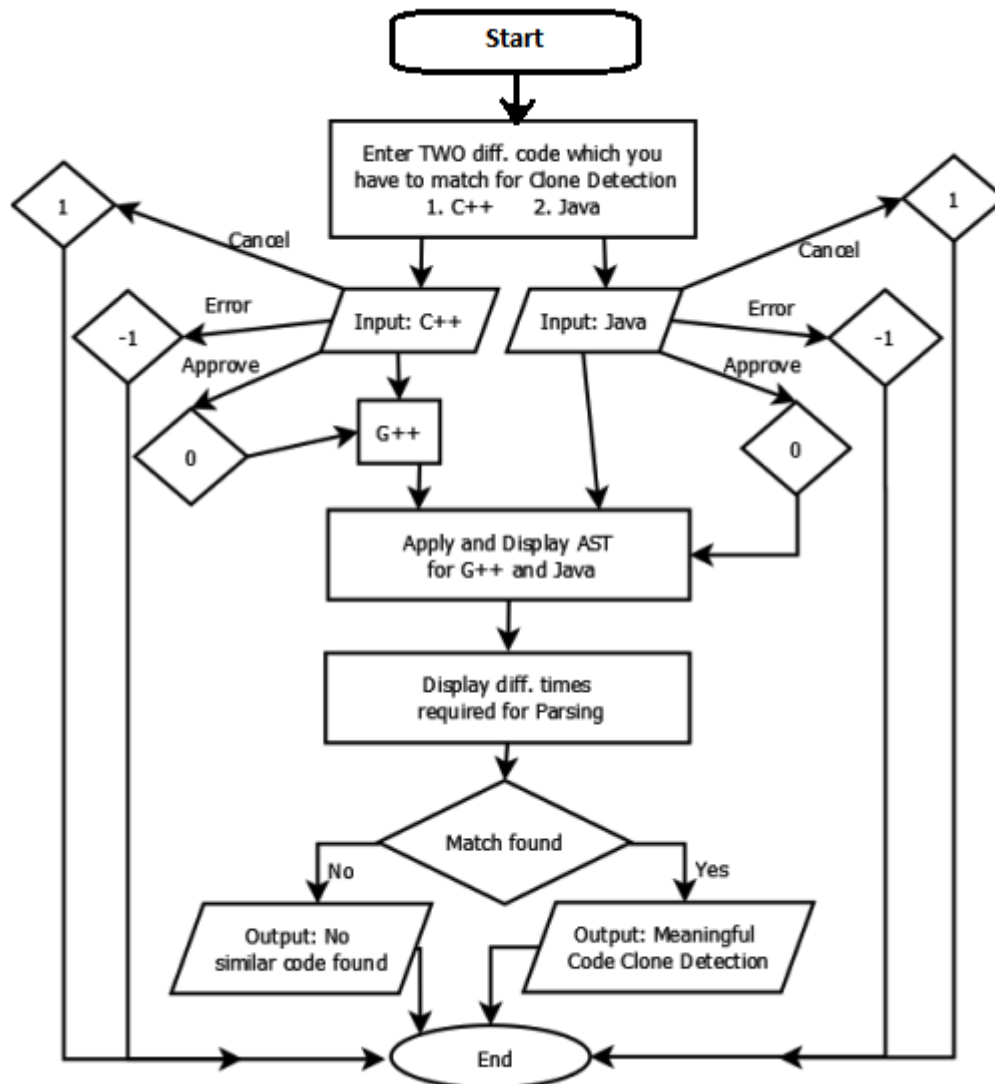 Start
Enter TWO diff. code which you
have to match for Clone Detection
1. C++ 2. Java
1
1
Cancel
Cancel
Error
Error
-1
Input: C++
Input: Java
-1
Approve
Approve
0
G++
0
Apply and Display AST
for G++ and Java
Display diff. times
required for Parsing
Match found
No
Yes
Output: No
similar code found
Output: Meaningful
Code Clone Detection
End